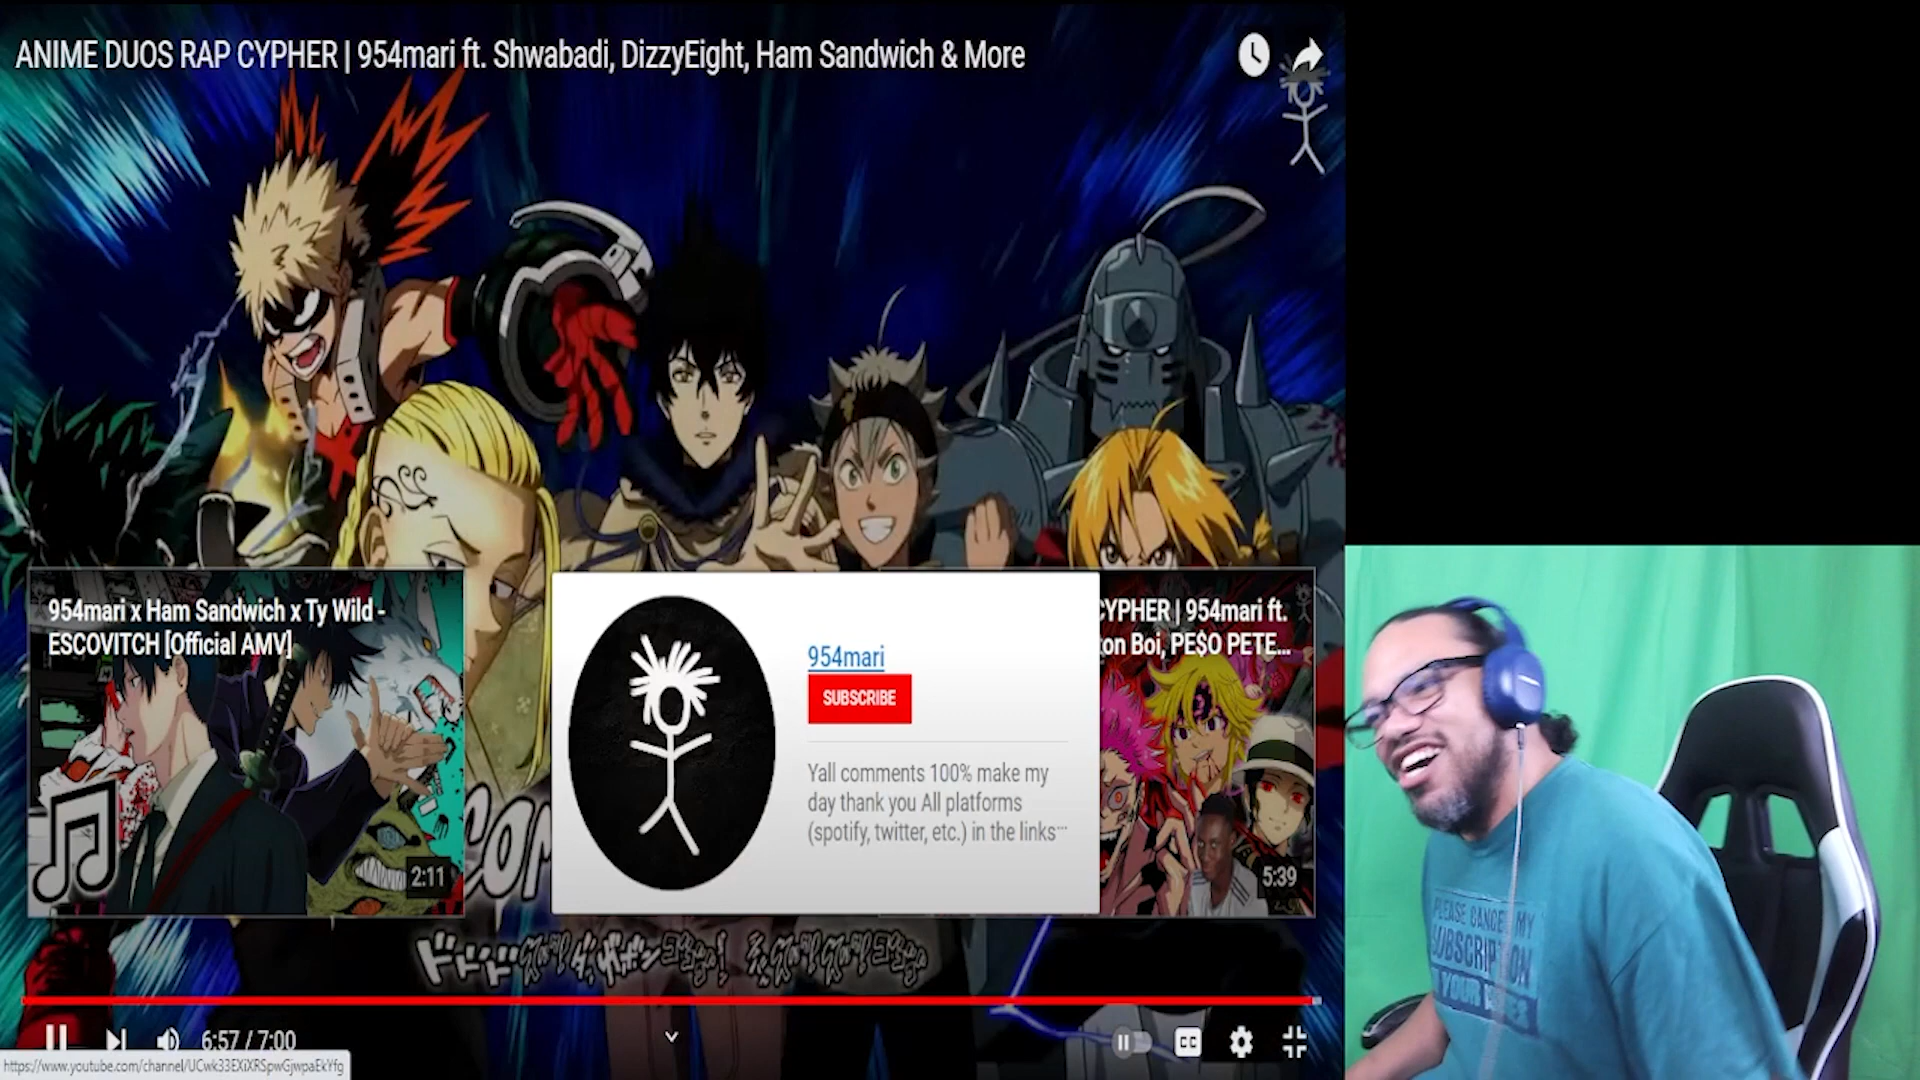 ANIME DUOS RAP CYPHER | 954mari ft. Shwabadi, DizzyEight, Ham Sandwich & More
954mari x Ham Sandwich x Ty Wild -
ESCOVITCH [Official AMV]
2:11
954mari
SUBSCRIBE
Yall comments 100% make my
day thank you All platforms
(spotify, twitter, etc.) in the links...
CYPHER | 954mari ft.
ton Boi, PE$O PETE...
5:39
PLEASE CANCEL MY
SUBSCRIPTION
YOUR
6:57 / 7:00
CC
https://www.youtube.com/channel/UCwk33EXiXRSpwGjwpaEkYfg